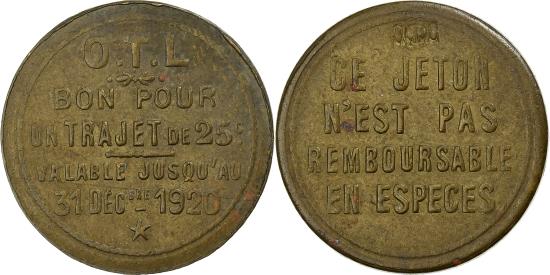 O.T.L
BON POUR
UN TRAJET DE 25c
VALABLE JUSQU'AU
31 DÉCBRE - 1920
CE JETON
N'EST PAS
REMBOURSABLE
EN ESPECES